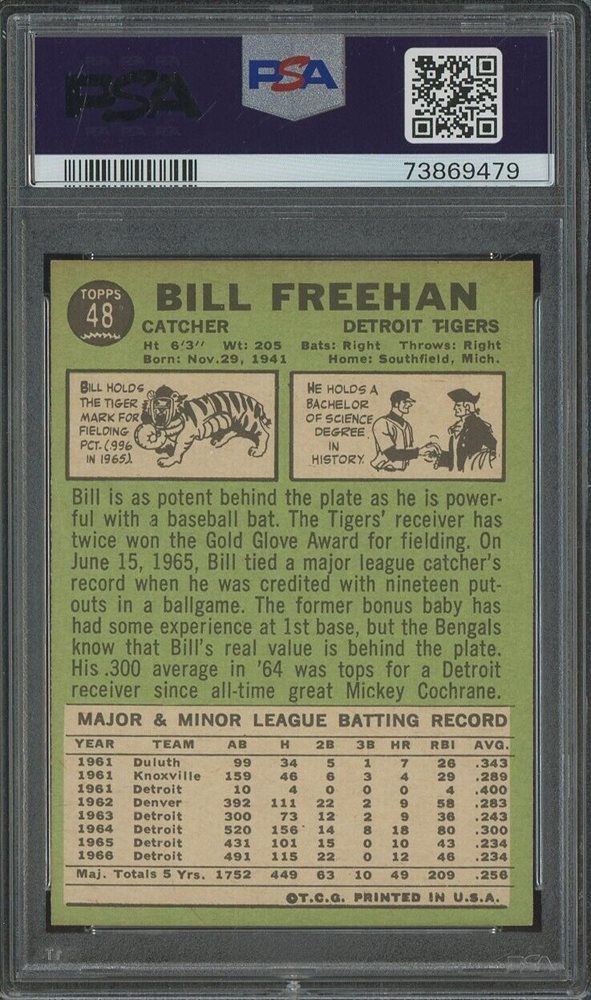 PSA
PSA
73869479
TOPPS
48
BILL FREEHAN
CATCHER DETROIT TIGERS
Ht 6'3" Wt: 205 Bats: Right Throws: Right
Born: Nov. 29, 1941 Home: Southfield, Mich.
BILL HOLDS
THE TIGER
MARK FOR
FIELDING
PCT. (.996
IN 1965).
HE HOLDS A
BACHELOR
OF SCIENCE
DEGREE
IN
HISTORY.
Bill is as potent behind the plate as he is power-
ful with a baseball bat. The Tigers' receiver has
twice won the Gold Glove Award for fielding. On
June 15, 1965, Bill tied a major league catcher's
record when he was credited with nineteen put-
outs in a ballgame. The former bonus baby has
had some experience at 1st base, but the Bengals
know that Bill's real value is behind the plate.
His .300 average in '64 was tops for a Detroit
receiver since all-time great Mickey Cochrane.
MAJOR & MINOR LEAGUE BATTING RECORD
YEAR TEAM AB H 2B 3B HR RBI AVG.
1961 Duluth 99 34 5 1 7 26 .343
1961 Knoxville 159 46 6 3 4 29 .289
1961 Detroit 10 4 0 0 0 4 .400
1962 Denver 392 111 22 2 9 58 .283
1963 Detroit 300 73 12 2 9 36 .243
1964 Detroit 520 156 14 8 18 80 .300
1965 Detroit 431 101 15 0 10 43 .234
1966 Detroit 491 115 22 0 12 46 .234
Maj. Totals 5 Yrs. 1752 449 63 10 49 209 .256
©T.C.G. PRINTED IN U.S.A.
PSA